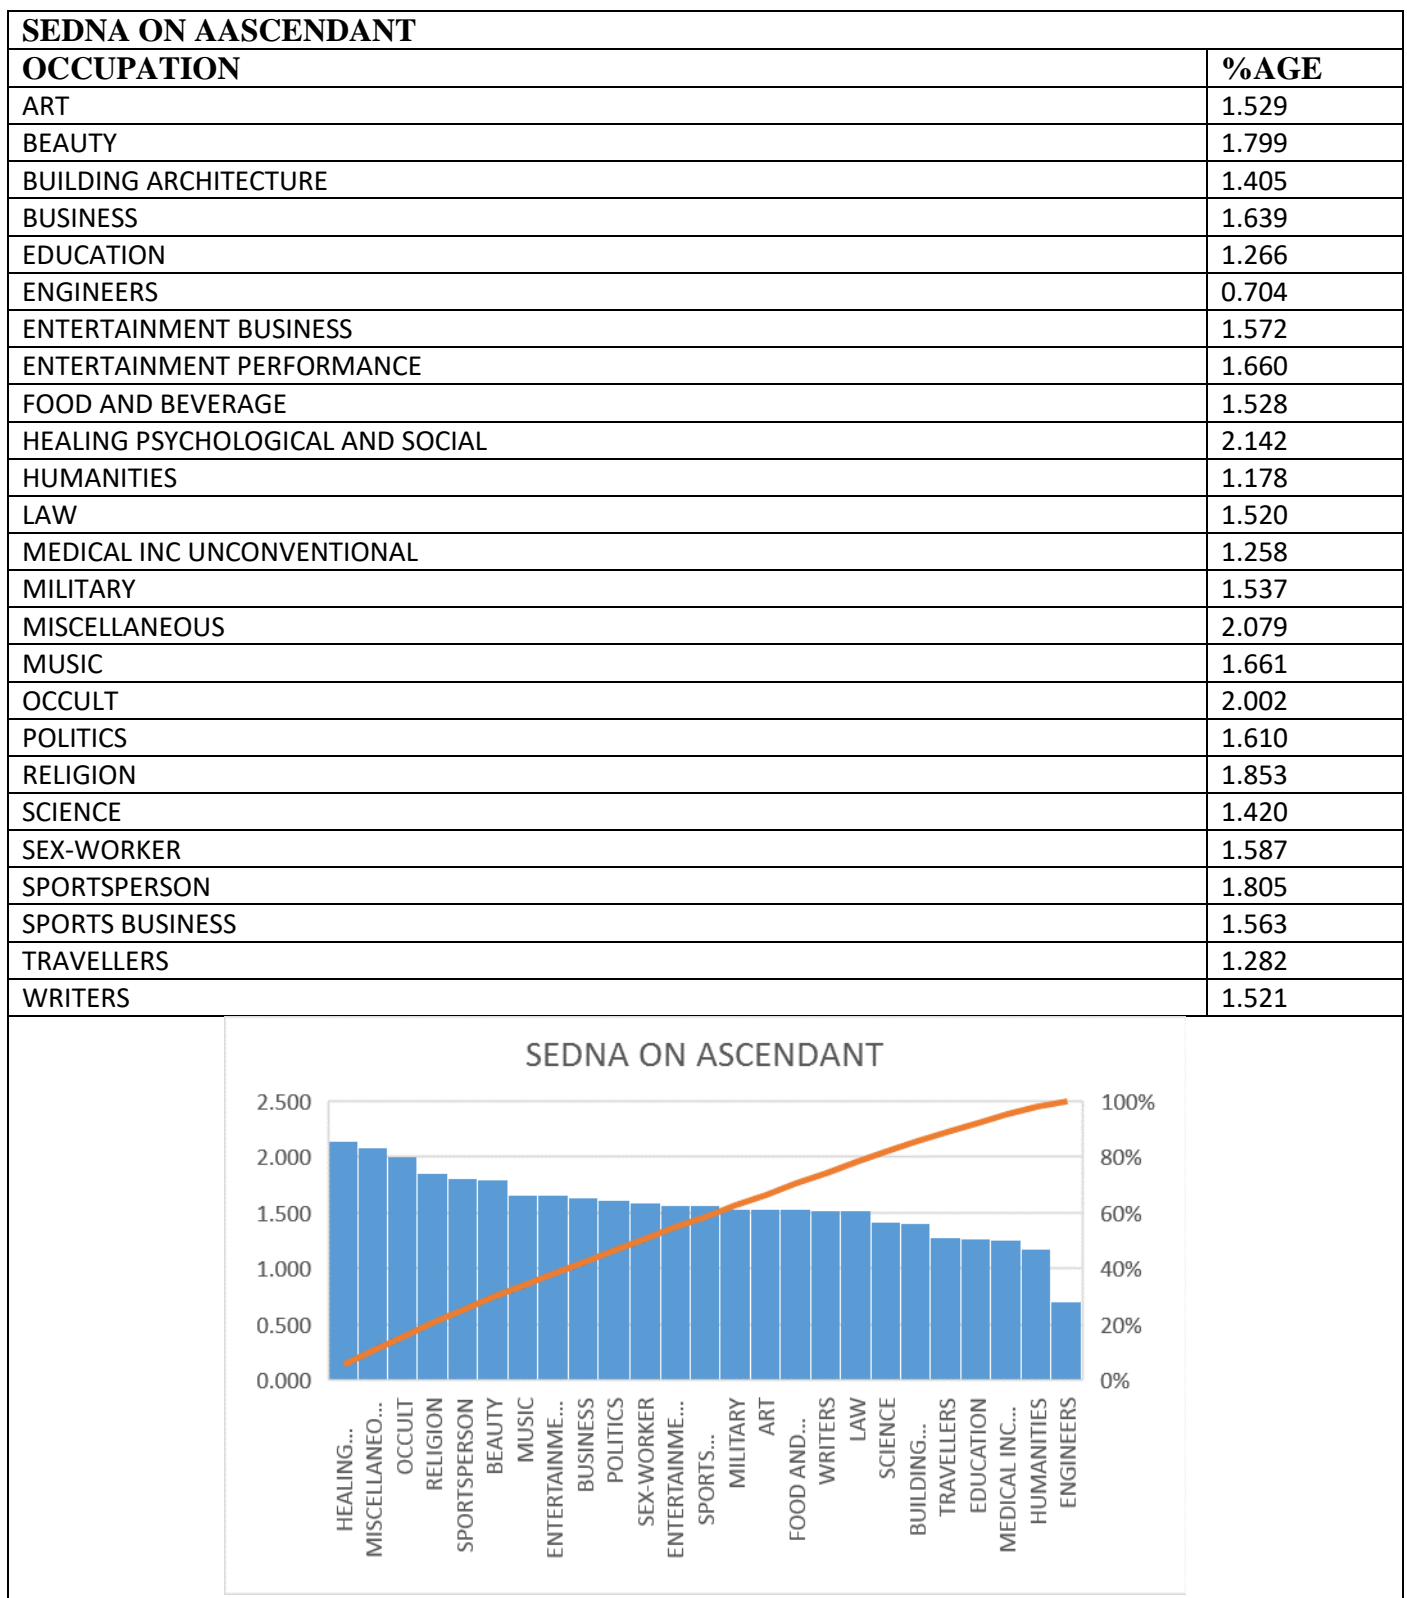 SEDNA ON AASCENDANT
OCCUPATION %AGE
ART 1.529
BEAUTY 1.799
BUILDING ARCHITECTURE 1.405
BUSINESS 1.639
EDUCATION 1.266
ENGINEERS 0.704
ENTERTAINMENT BUSINESS 1.572
ENTERTAINMENT PERFORMANCE 1.660
FOOD AND BEVERAGE 1.528
HEALING PSYCHOLOGICAL AND SOCIAL 2.142
HUMANITIES 1.178
LAW 1.520
MEDICAL INC UNCONVENTIONAL 1.258
MILITARY 1.537
MISCELLANEOUS 2.079
MUSIC 1.661
OCCULT 2.002
POLITICS 1.610
RELIGION 1.853
SCIENCE 1.420
SEX-WORKER 1.587
SPORTSPERSON 1.805
SPORTS BUSINESS 1.563
TRAVELLERS 1.282
WRITERS 1.521
SEDNA ON ASCENDANT
2.500 100%
2.000 80%
1.500 60%
1.000 40%
0.500 20%
0.000 0%
HEALING...
MISCELLANEO...
OCCULT
RELIGION
SPORTSPERSON
BEAUTY
MUSIC
ENTERTAINME...
BUSINESS
POLITICS
SEX-WORKER
ENTERTAINME...
SPORTS...
MILITARY
ART
FOOD AND...
WRITERS
LAW
SCIENCE
BUILDING...
TRAVELLERS
EDUCATION
MEDICAL INC...
HUMANITIES
ENGINEERS